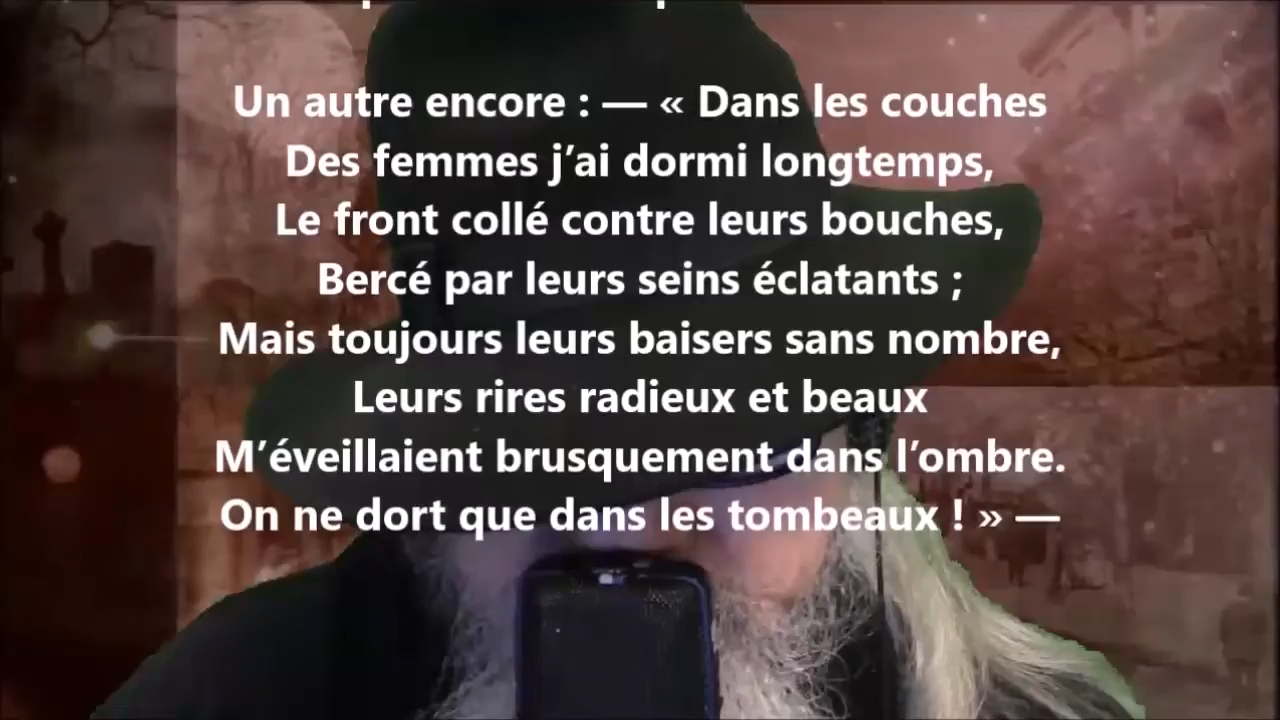 Un autre encore : — « Dans les couches
Des femmes j’ai dormi longtemps,
Le front collé contre leurs bouches,
Bercé par leurs seins éclatants ;
Mais toujours leurs baisers sans nombre,
Leurs rires radieux et beaux
M’éveillaient brusquement dans l’ombre.
On ne dort que dans les tombeaux ! » —